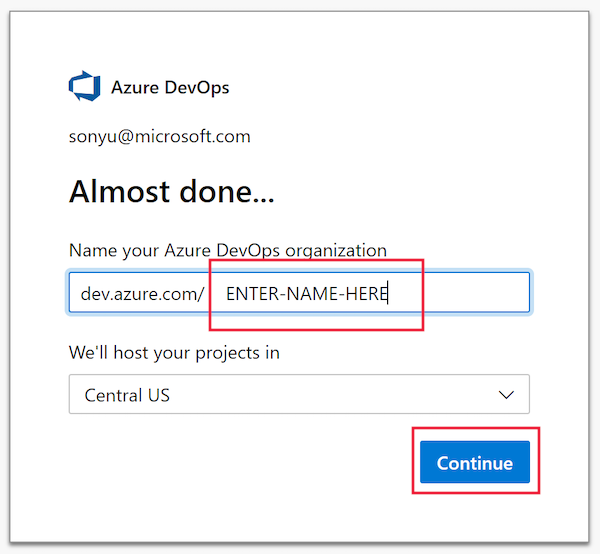 Azure DevOps
sonyu@microsoft.com
Almost done...
Name your Azure DevOps organization
dev.azure.com/ ENTER-NAME-HERE
We'll host your projects in
Central US
Continue